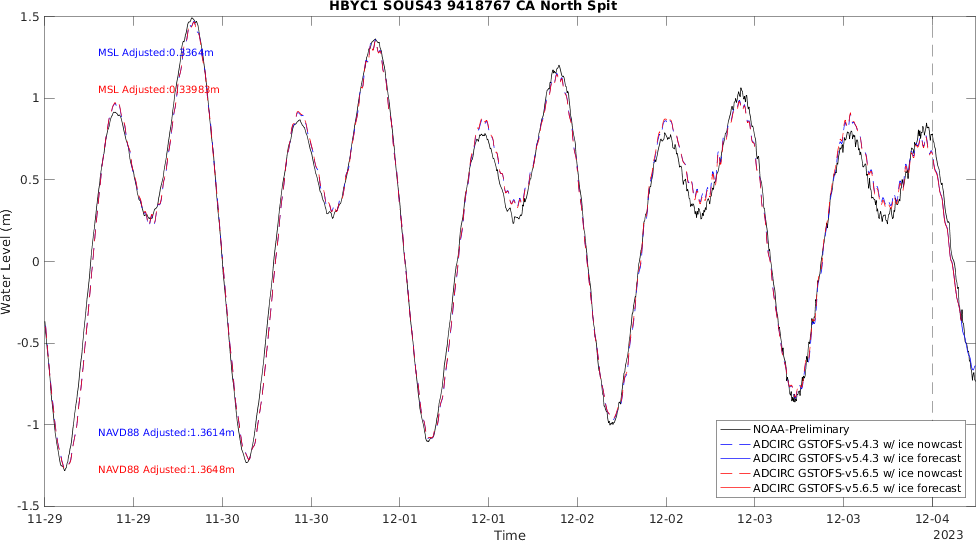 HBYC1 SOUS43 9418767 CA North Spit
1.5
1
0.5
0
-0.5
-1
-1.5
Water Level (m)
MSL Adjusted:0.3364m
MSL Adjusted:0.33983m
NAVD88 Adjusted:1.3614m
NAVD88 Adjusted:1.3648m
NOAA-Preliminary
ADCIRC GSTOFS-v5.4.3 w/ ice nowcast
ADCIRC GSTOFS-v5.4.3 w/ ice forecast
ADCIRC GSTOFS-v5.6.5 w/ ice nowcast
ADCIRC GSTOFS-v5.6.5 w/ ice forecast
11-29 11-29 11-30 11-30 12-01 12-01 12-02 12-02 12-03 12-03 12-04
Time
2023